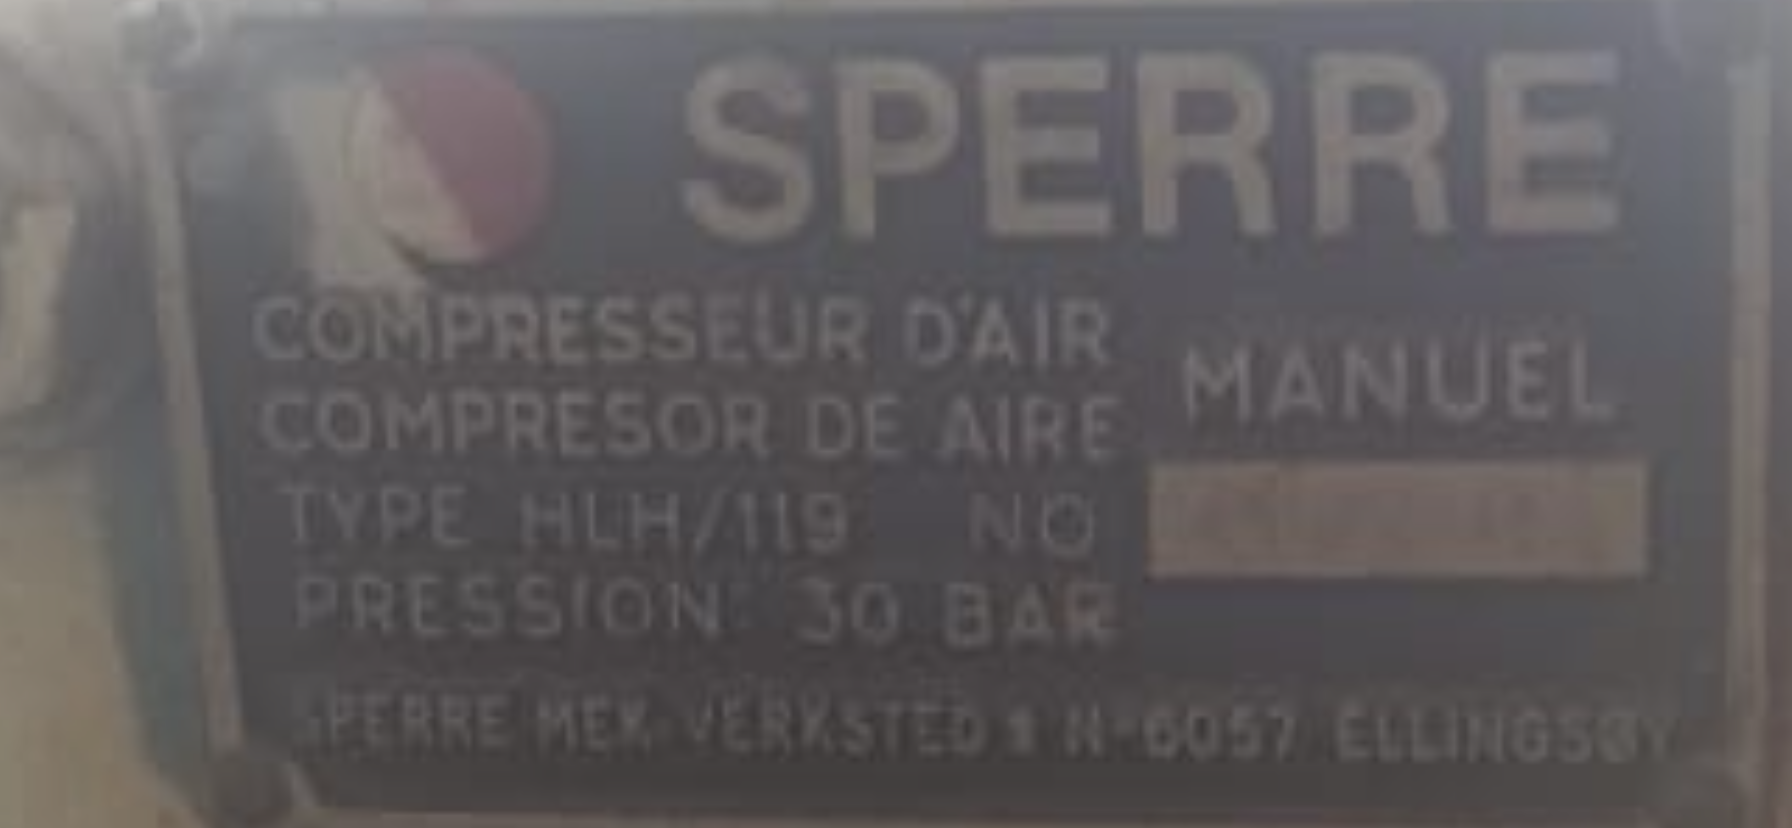 SPERRE
COMPRESSEUR D'AIR
MANUEL
COMPRESOR DE AIRE
TYPE HLH/119 NO
PRESSION 30 BAR
SPERRE MEK VERKSTED N-6057 ELLINGSØY